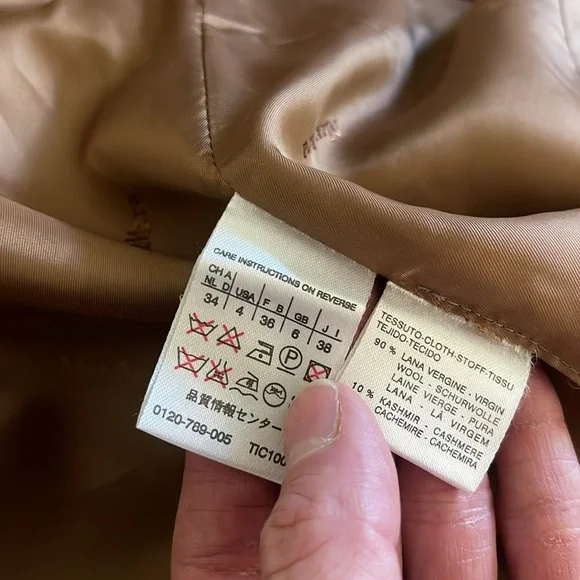 CARE INSTRUCTIONS ON REVERSE
CH A
NL D USA F B GB J I
34 4 36 6 38
P
品質情報センター
0120-789-005 TIC100
TESSUTO-CLOTH-STOFF-TISSU
TEJIDO-TECIDO
90 % LANA VERGINE - VIRGIN
WOOL - SCHURWOLLE
LAINE VIERGE - PURA
LANA - LÃ VIRGEM
10 % KASHMIR - CASHMERE
CACHEMIRE - CACHEMIRA